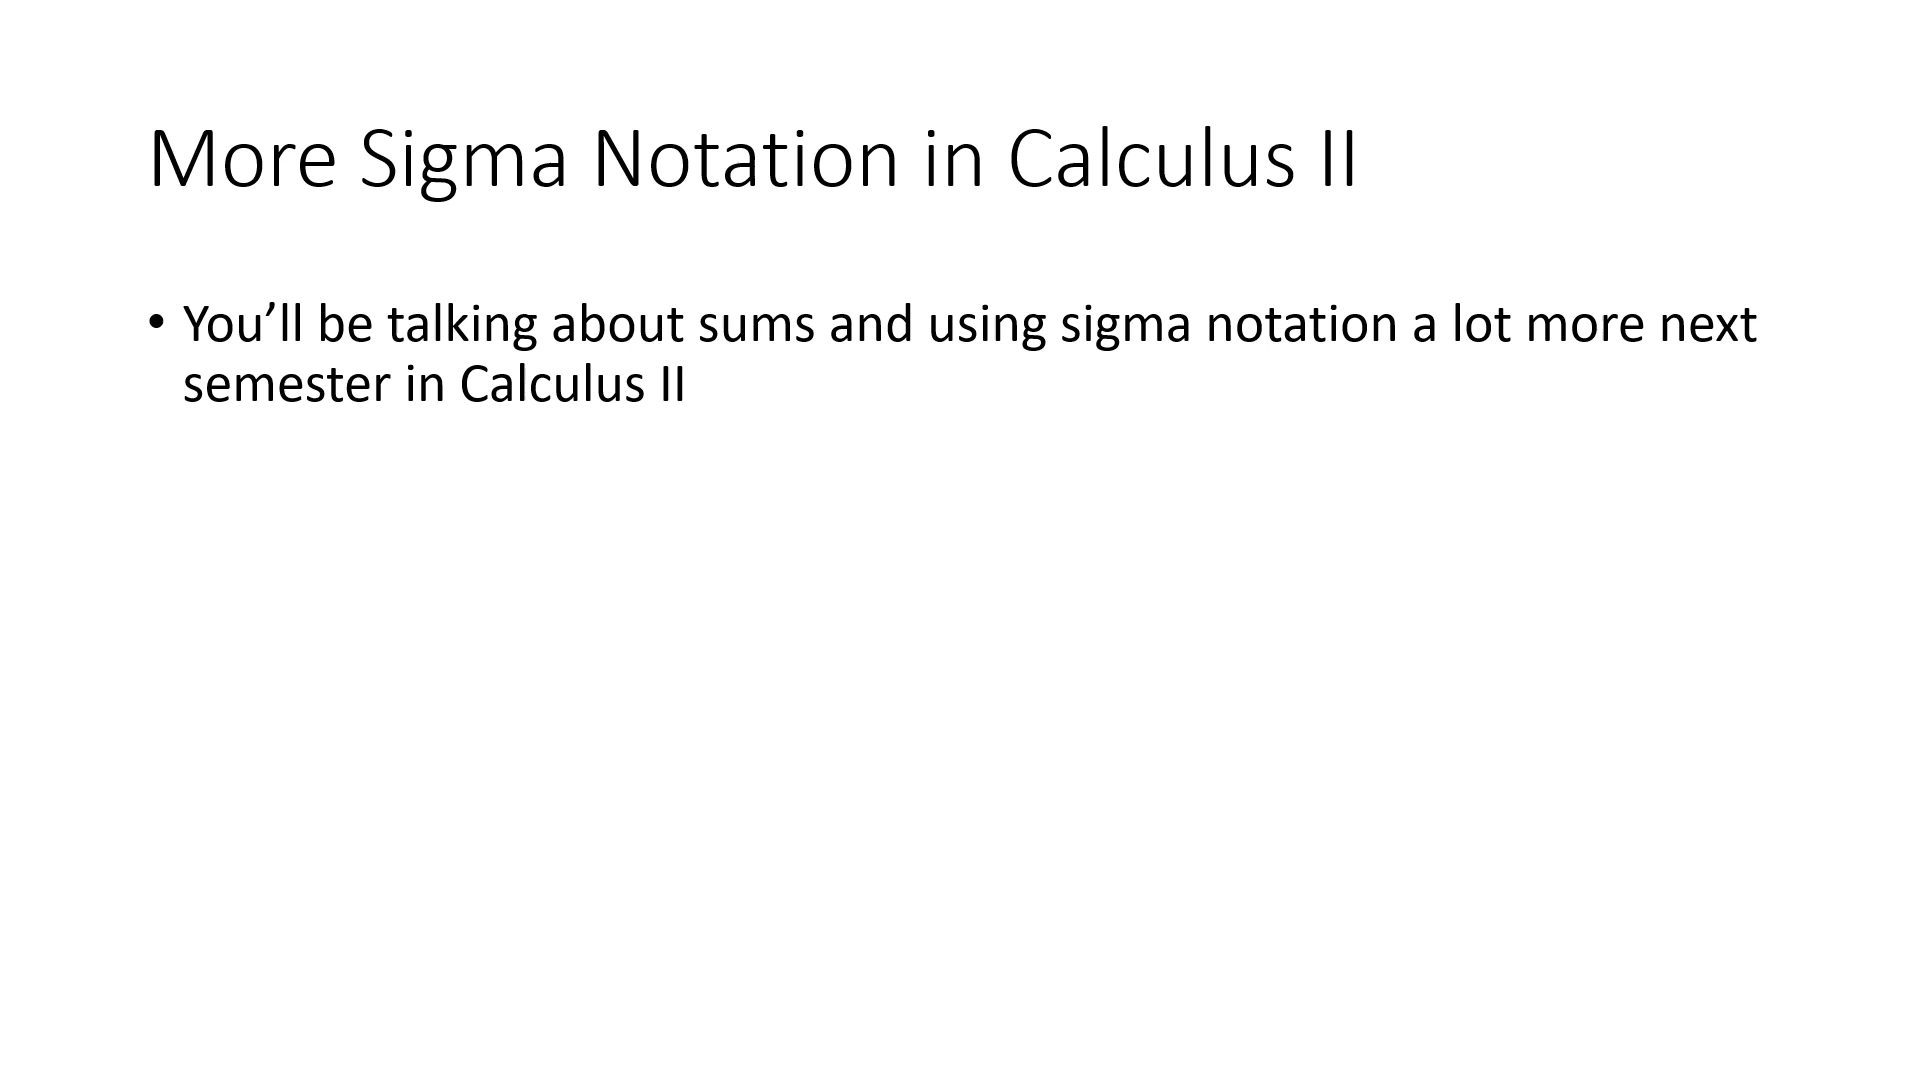 More Sigma Notation in Calculus II
• You’ll be talking about sums and using sigma notation a lot more next
semester in Calculus II